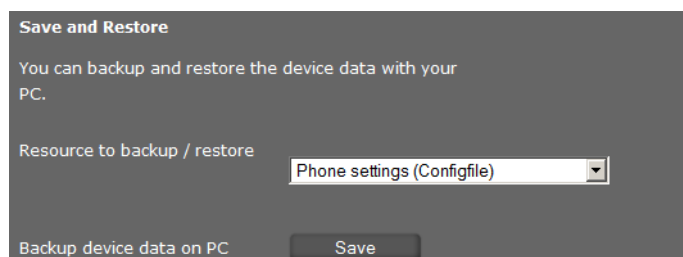 Save and Restore
You can backup and restore the device data with your
PC.
Resource to backup / restore
Phone settings (Configfile)
Backup device data on PC
Save